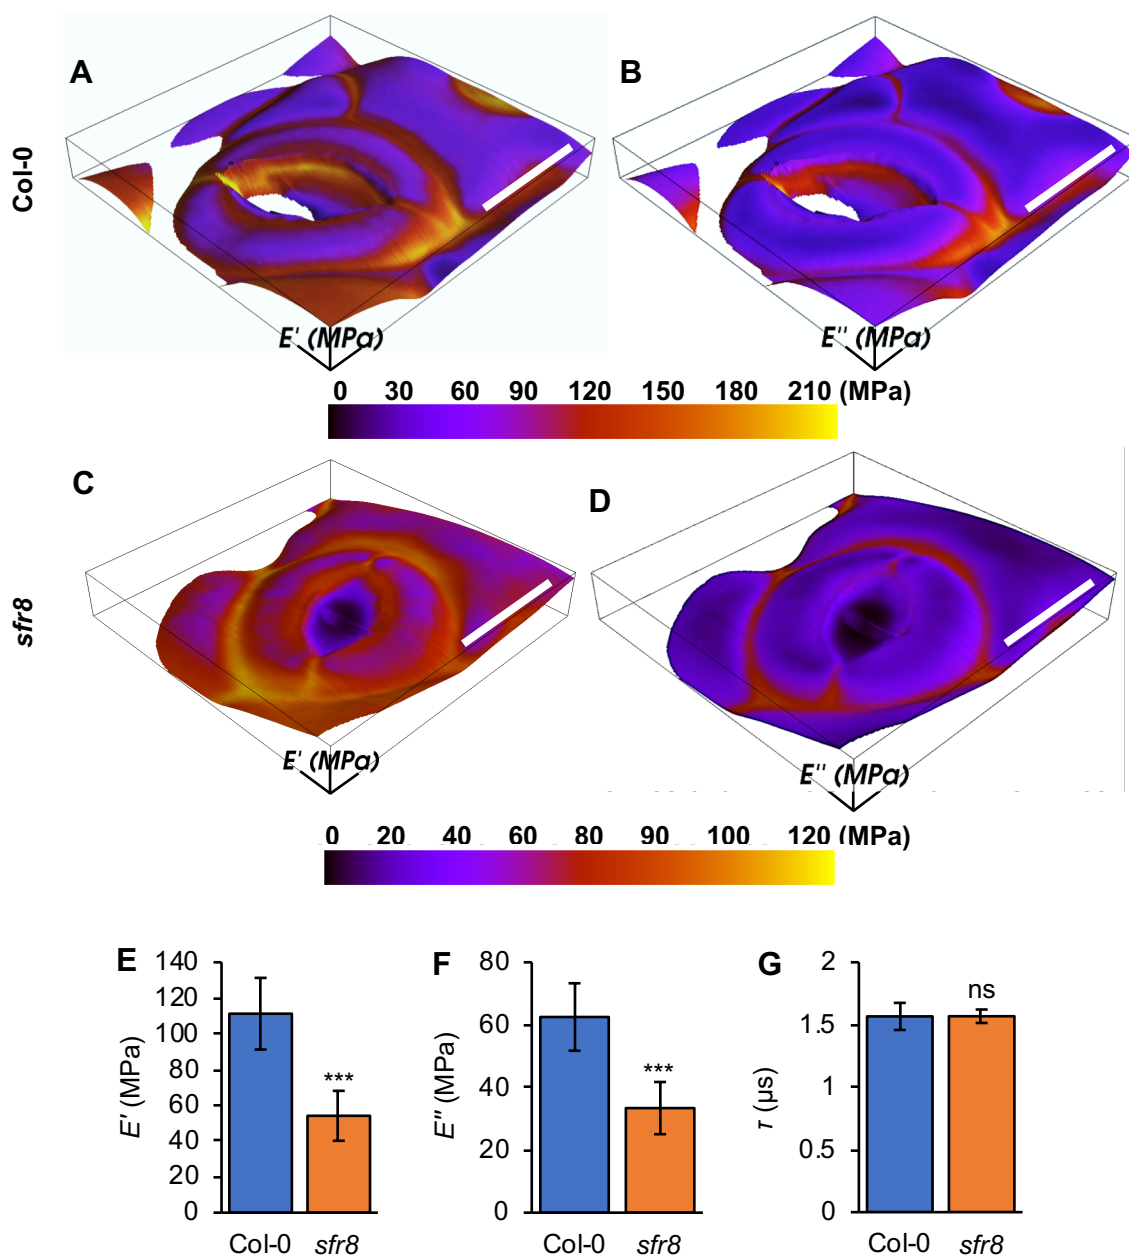 A
B
Col-0
E' (MPa)
E'' (MPa)
0 30 60 90 120 150 180 210 (MPa)
C
D
sfr8
E' (MPa)
E'' (MPa)
0 20 40 60 80 90 100 120 (MPa)
E
140
120
100
80
60
40
20
0
E' (MPa)
***
Col-0 sfr8
F
80
60
40
20
0
E'' (MPa)
***
Col-0 sfr8
G
2
1.5
1
0.5
0
τ (μs)
ns
Col-0 sfr8